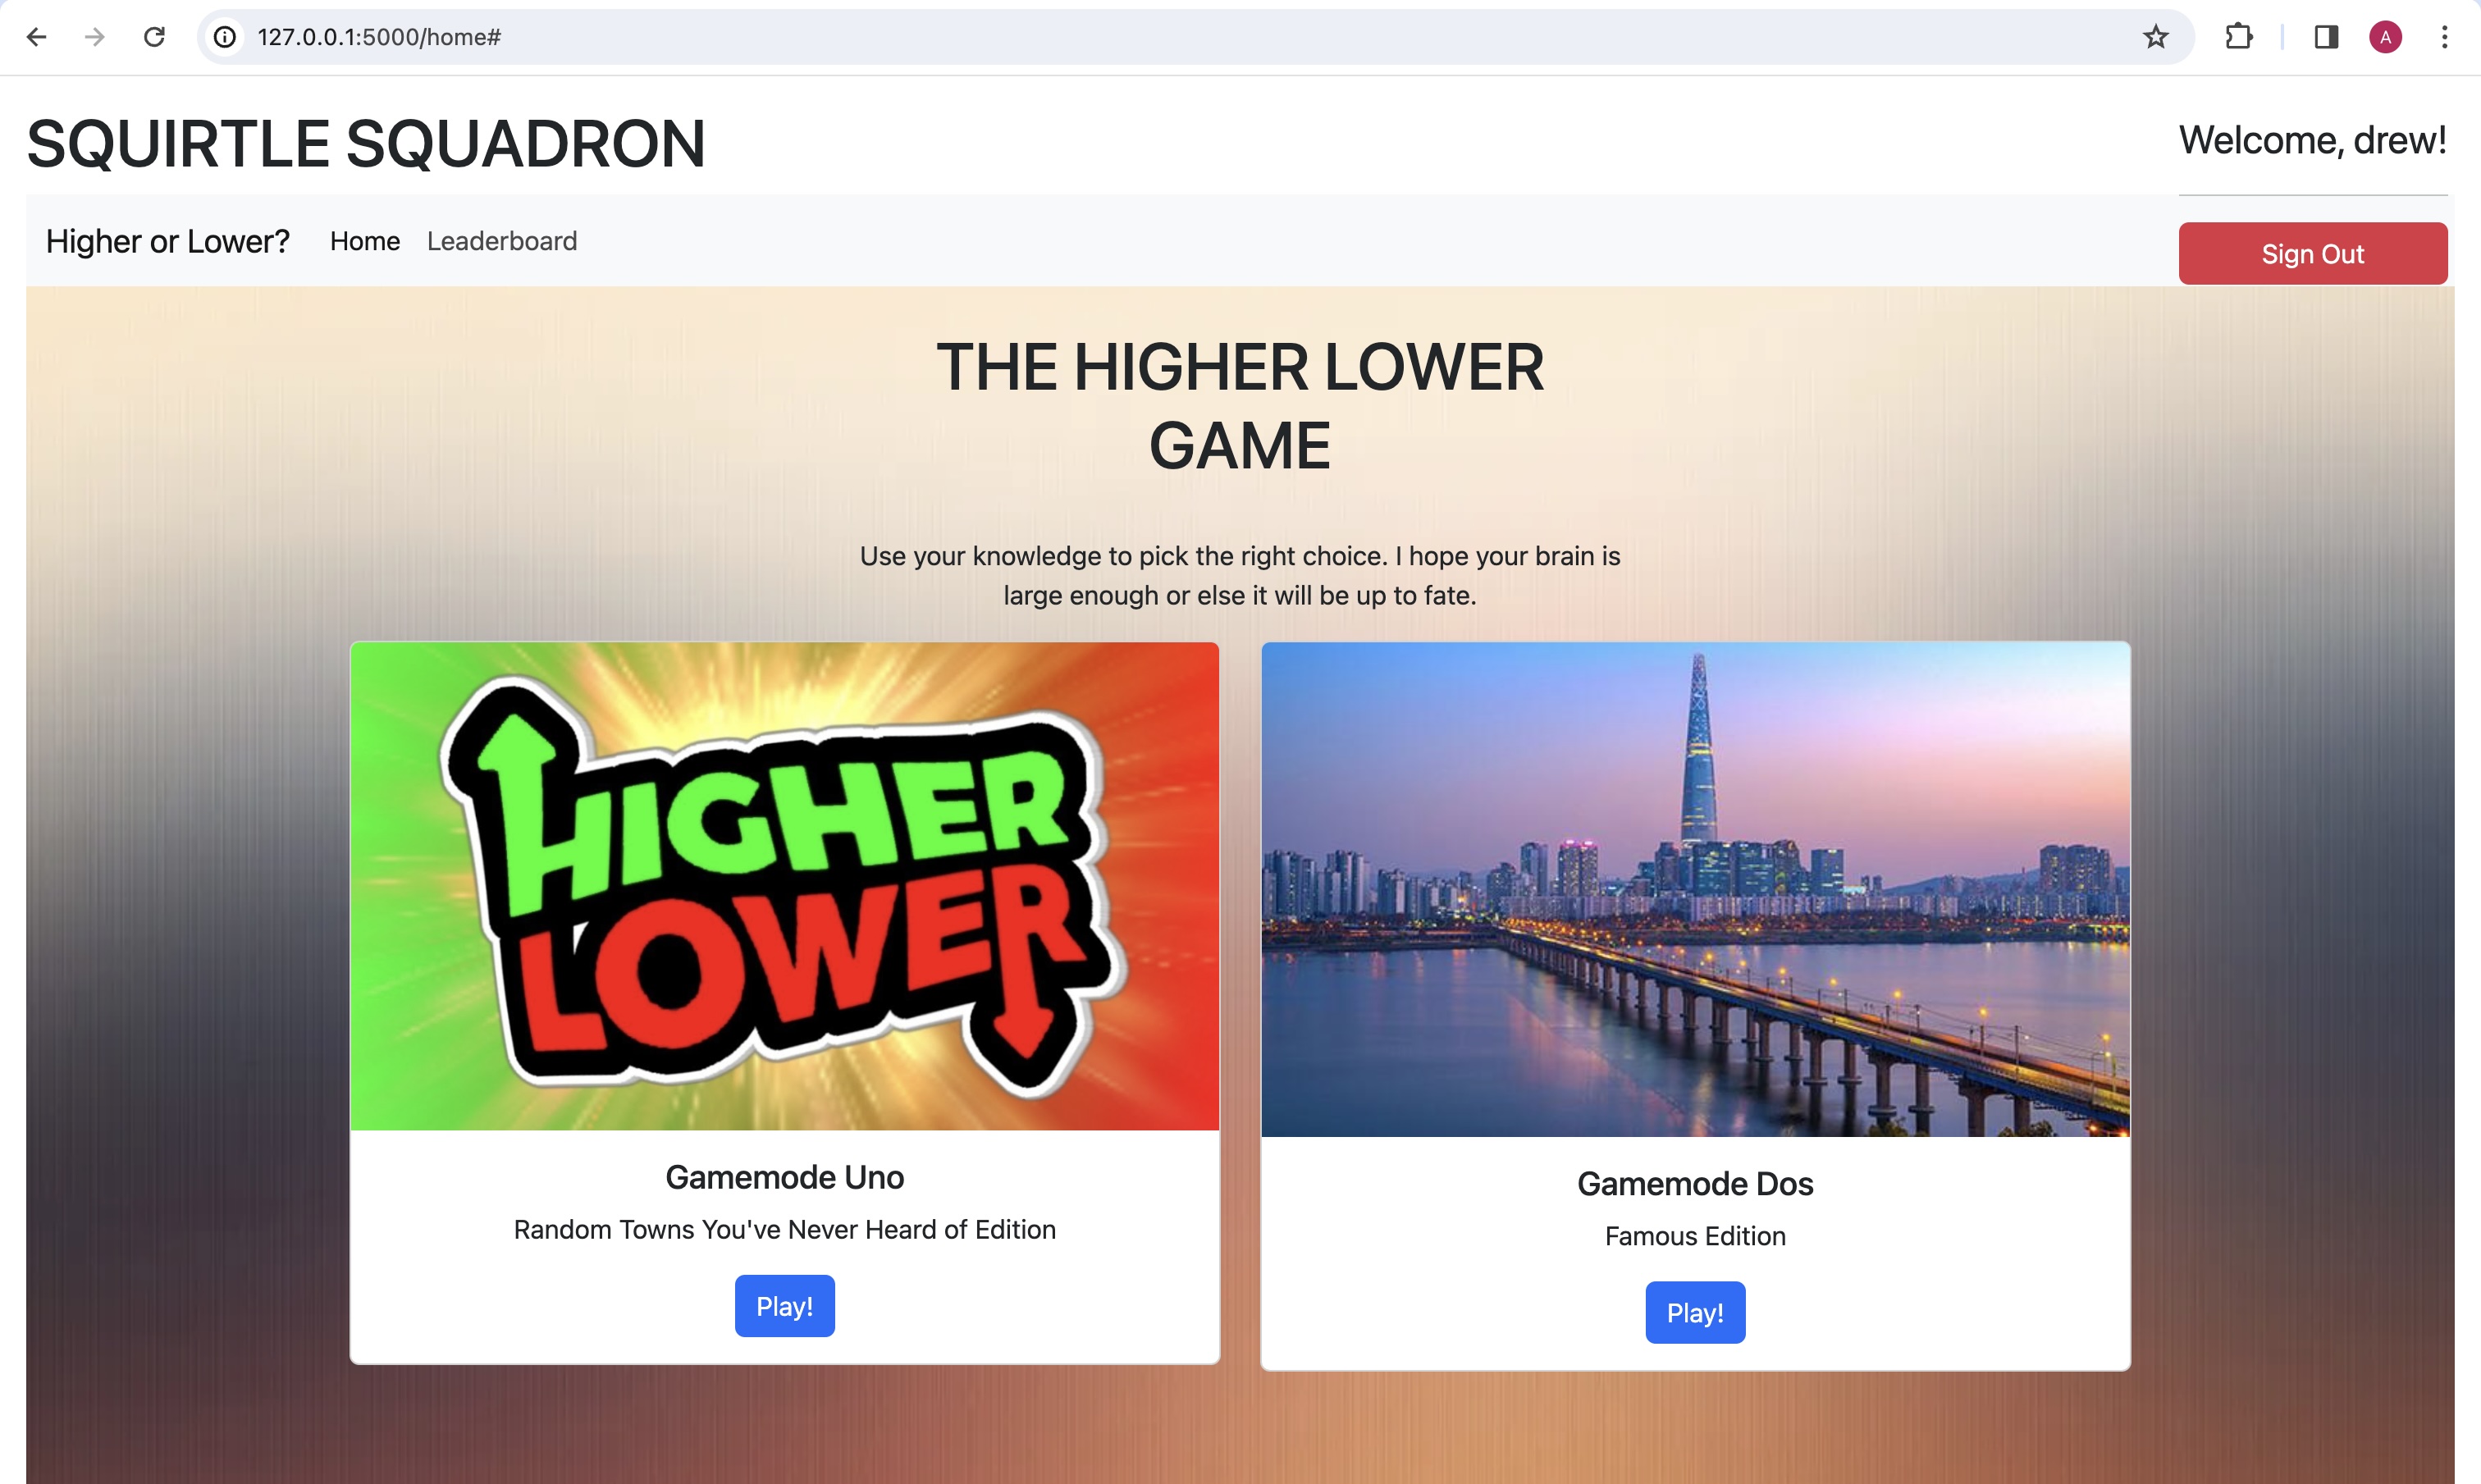 127.0.0.1:5000/home#
A
SQUIRTLE SQUADRON
Welcome, drew!
Higher or Lower?
Home
Leaderboard
Sign Out
THE HIGHER LOWER
GAME
Use your knowledge to pick the right choice. I hope your brain is
large enough or else it will be up to fate.
HIGHER
LOWER
Gamemode Uno
Random Towns You've Never Heard of Edition
Play!
Gamemode Dos
Famous Edition
Play!